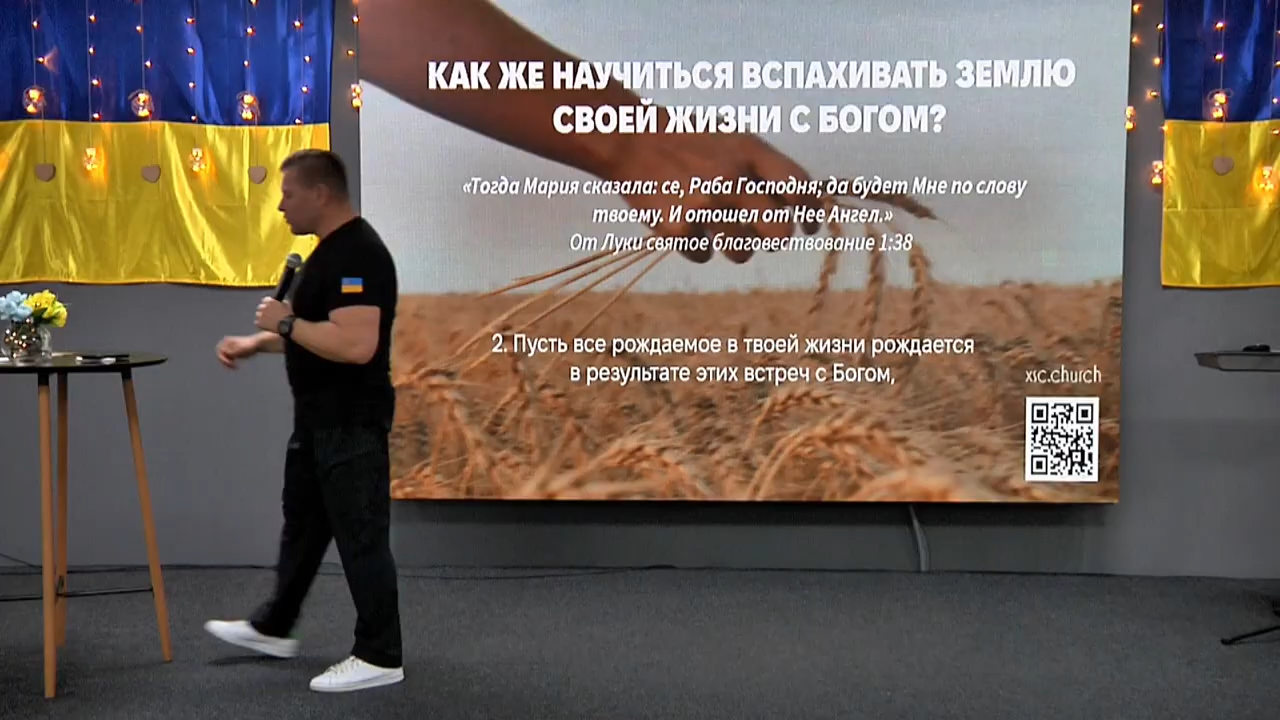 КАК ЖЕ НАУЧИТЬСЯ ВСПАХИВАТЬ ЗЕМЛЮ
СВОЕЙ ЖИЗНИ С БОГОМ?
«Тогда Мария сказала: се, Раба Господня; да будет Мне по слову
твоему. И отошел от Нее Ангел.»
От Луки святое благовествование 1:38
2. Пусть все рождаемое в твоей жизни рождается
в результате этих встреч с Богом,
xsc.church